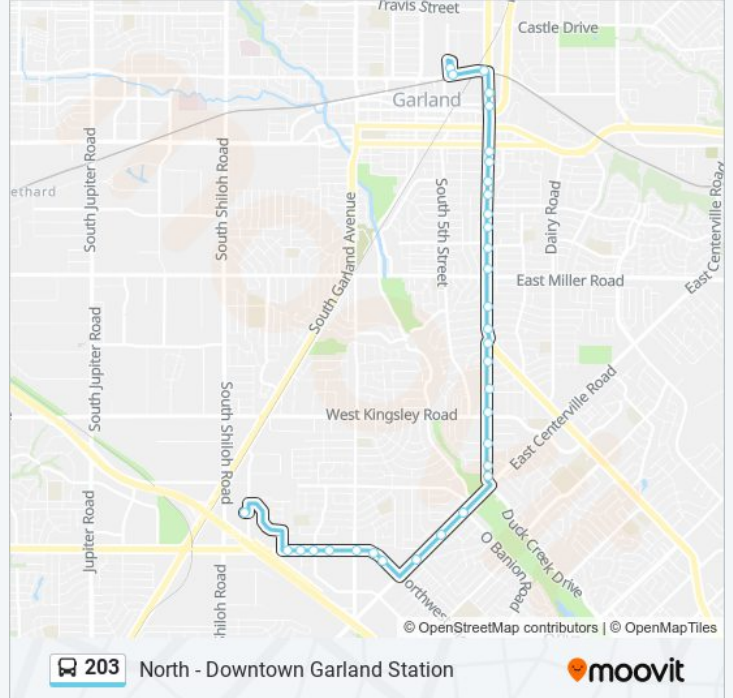 Travis Street
Castle Drive
Garland
ethard
South Jupiter Road
South Shiloh Road
South Garland Avenue
South 5th Street
Dairy Road
East Centerville Road
East Miller Road
South Jupiter Road
South Shiloh Road
West Kingsley Road
East Centerville Road
Jupiter Road
Duck Creek Drive
O Banion Road
hiloh Road
orthwes
© OpenStreetMap contributors | © OpenMapTiles
203 North - Downtown Garland Station
moovit